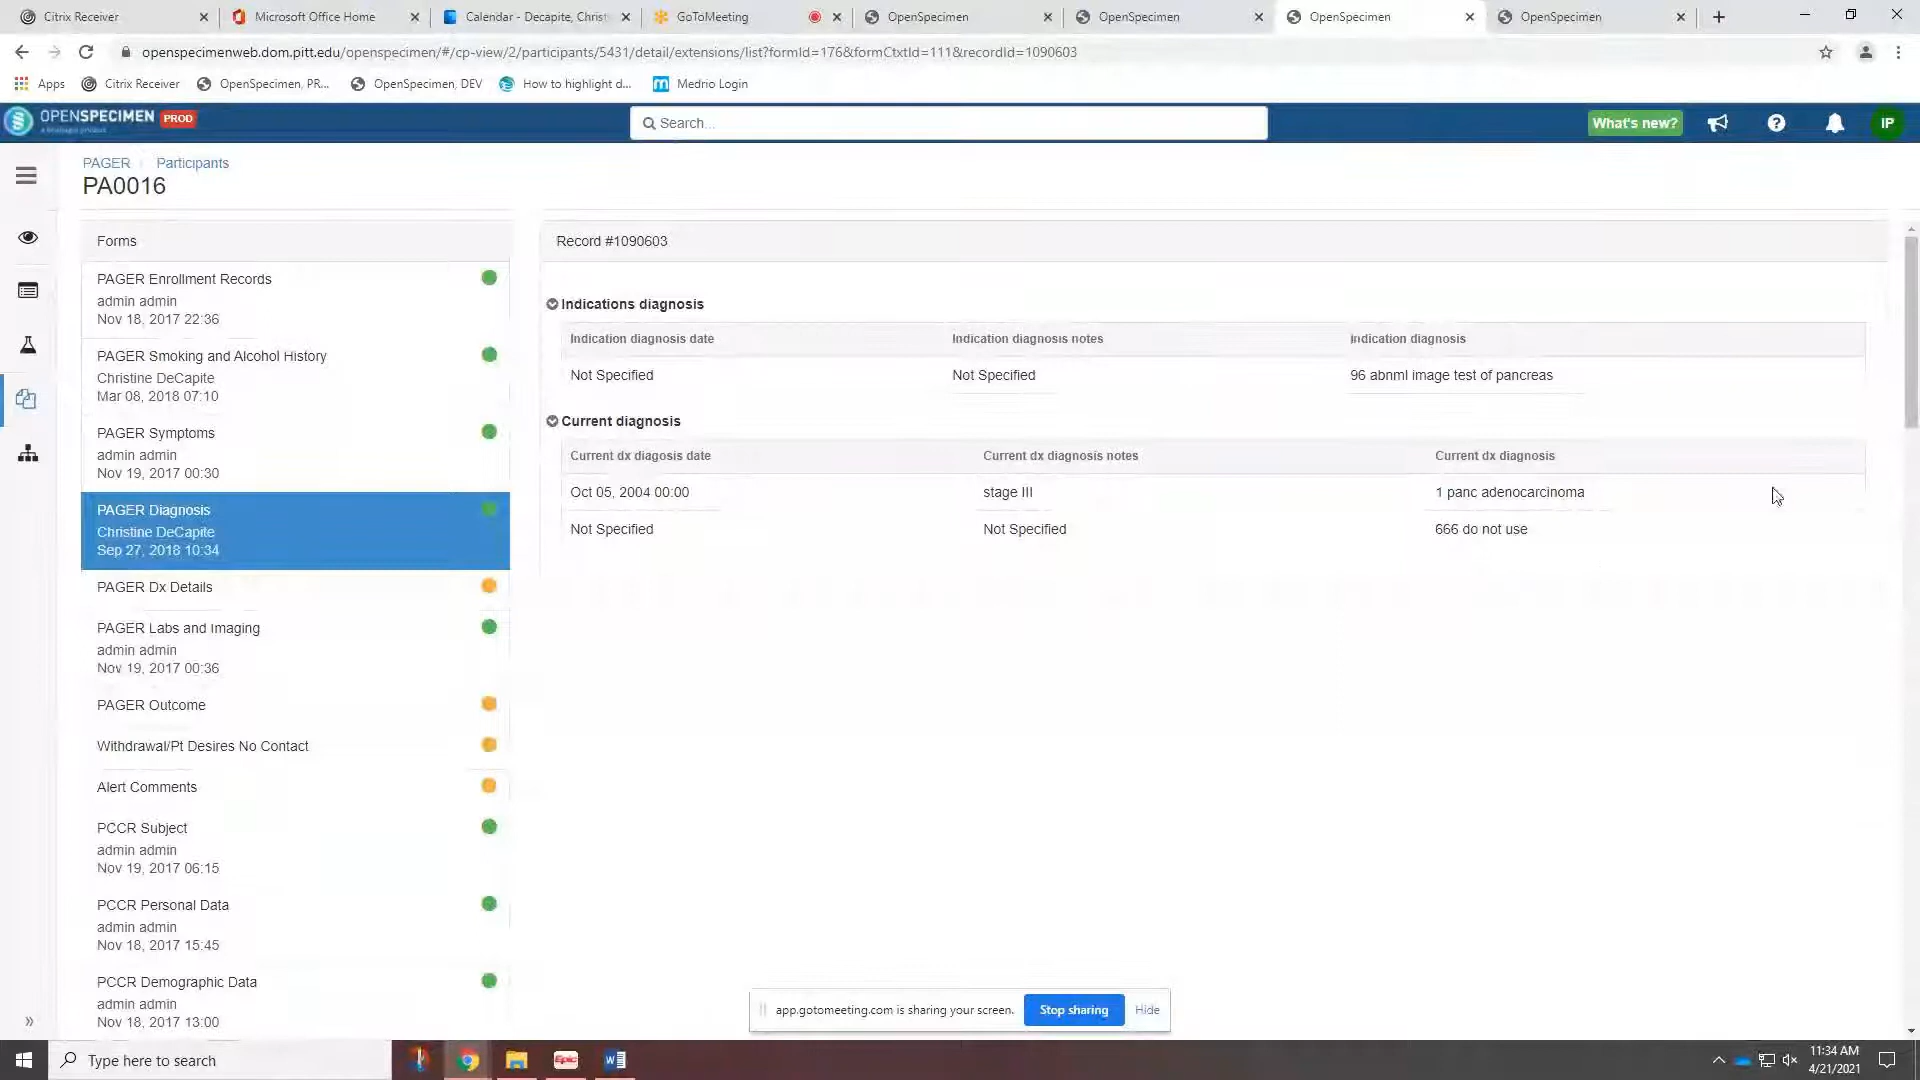 Citrix Receiver
Microsoft Office Home
Calendar - Decapite, Christ
GoToMeeting
OpenSpecimen
OpenSpecimen
OpenSpecimen
OpenSpecimen
openspecimenweb.dom.pitt.edu/openspecimen/#/cp-view/2/participants/5431/detail/extensions/list?formId=176&formCtxtId=111&recordId=1090603
Apps
Citrix Receiver
OpenSpecimen, PR...
OpenSpecimen, DEV
How to highlight d...
Medrio Login
OPENSPECIMEN PROD
Search...
What's new?
IP
PAGER Participants
PA0016
Forms
PAGER Enrollment Records
admin admin
Nov 18, 2017 22:36
PAGER Smoking and Alcohol History
Christine DeCapite
Mar 08, 2018 07:10
PAGER Symptoms
admin admin
Nov 19, 2017 00:30
PAGER Diagnosis
Christine DeCapite
Sep 27, 2018 10:34
PAGER Dx Details
PAGER Labs and Imaging
admin admin
Nov 19, 2017 00:36
PAGER Outcome
Withdrawal/Pt Desires No Contact
Alert Comments
PCCR Subject
admin admin
Nov 19, 2017 06:15
PCCR Personal Data
admin admin
Nov 18, 2017 15:45
PCCR Demographic Data
admin admin
Nov 18, 2017 13:00
Record #1090603
Indications diagnosis
Indication diagnosis date Indication diagnosis notes Indication diagnosis
Not Specified Not Specified 96 abnml image test of pancreas
Current diagnosis
Current dx diagosis date Current dx diagnosis notes Current dx diagnosis
Oct 05, 2004 00:00 stage III 1 panc adenocarcinoma
Not Specified Not Specified 666 do not use
app.gotomeeting.com is sharing your screen. Stop sharing Hide
Type here to search
Epic
W
11:34 AM
4/21/2021